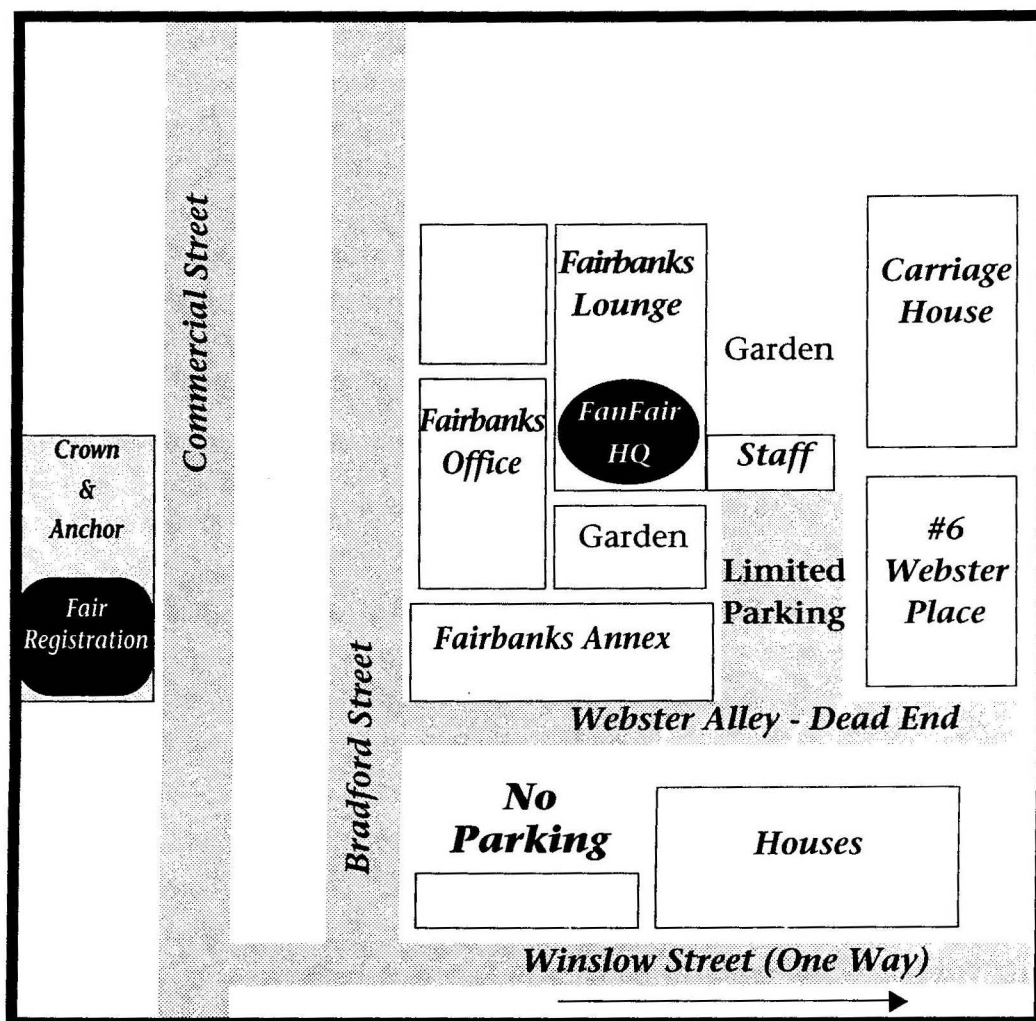 Commercial Street
Bradford Street
Fairbanks
Lounge
Carriage
House
Garden
FanFair
HQ
Fairbanks
Office
Staff
Crown
&
Anchor
Fair
Registration
Garden
Limited
Parking
#6
Webster
Place
Fairbanks Annex
Webster Alley - Dead End
No
Parking
Houses
Winslow Street (One Way)